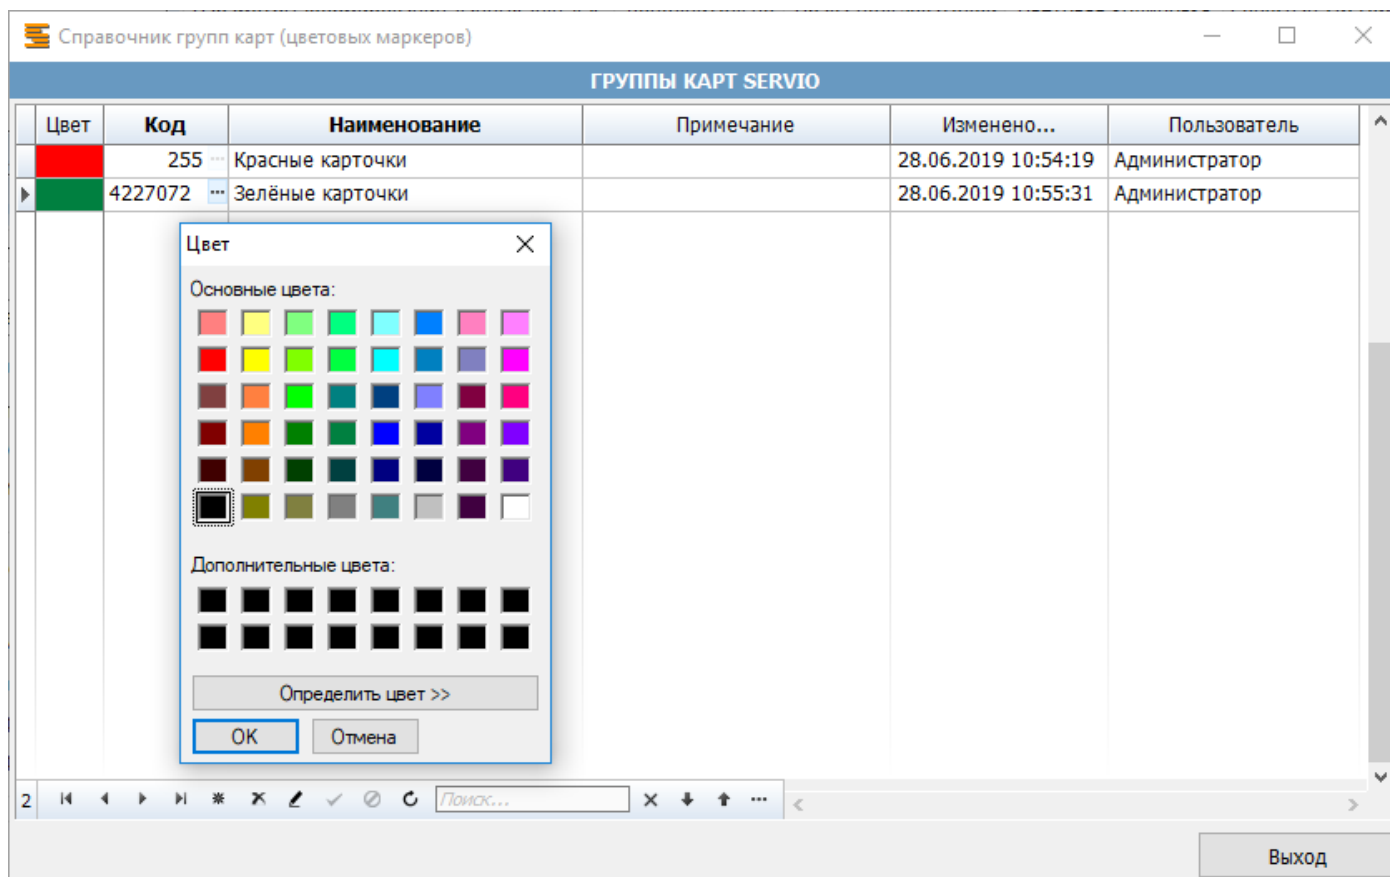 Справочник групп карт (цветовых маркеров)
ГРУППЫ КАРТ SERVIO
Цвет Код Наименование Примечание Изменено... Пользователь
255 ... Красные карточки 28.06.2019 10:54:19 Администратор
4227072 ... Зелёные карточки 28.06.2019 10:55:31 Администратор
Цвет
Основные цвета:
Дополнительные цвета:
Определить цвет >>
OK Отмена
2 Поиск... ...
Выход